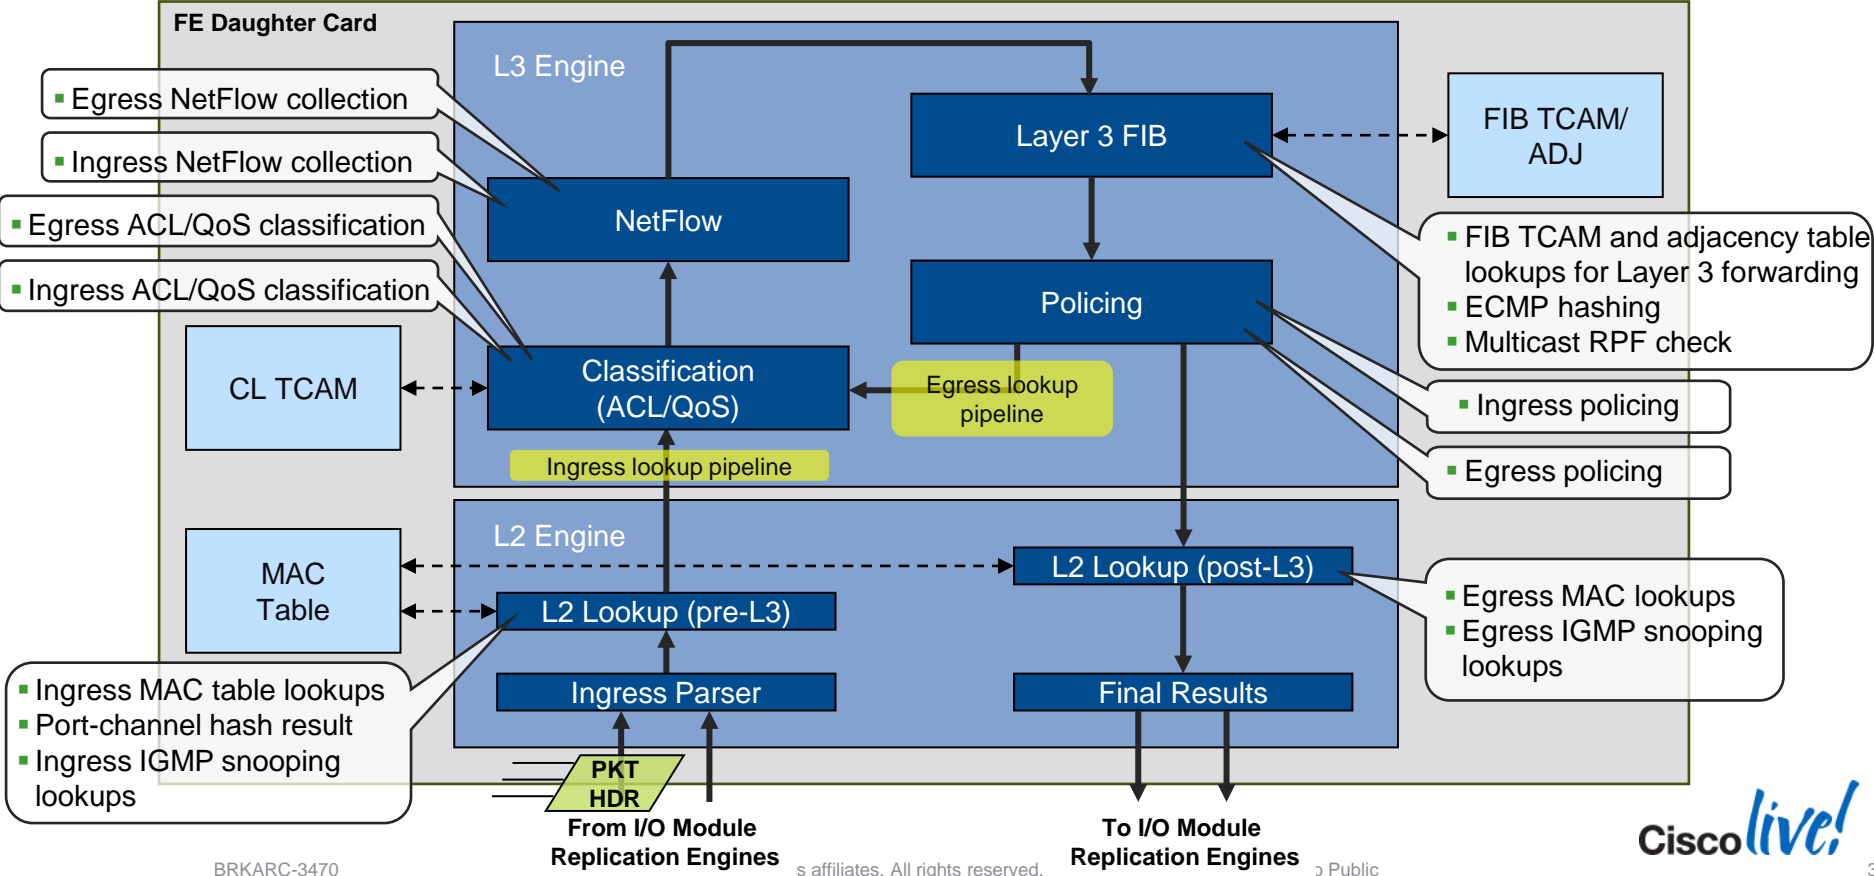 FE Daughter Card
L3 Engine
Egress NetFlow collection
Ingress NetFlow collection
Egress ACL/QoS classification
Ingress ACL/QoS classification
NetFlow
Layer 3 FIB
FIB TCAM/
ADJ
FIB TCAM and adjacency table
lookups for Layer 3 forwarding
ECMP hashing
Multicast RPF check
Policing
CL TCAM
Classification
(ACL/QoS)
Egress lookup
pipeline
Ingress policing
Egress policing
Ingress lookup pipeline
L2 Engine
MAC
Table
L2 Lookup (post-L3)
L2 Lookup (pre-L3)
Egress MAC lookups
Egress IGMP snooping
lookups
Ingress MAC table lookups
Port-channel hash result
Ingress IGMP snooping
lookups
Ingress Parser
Final Results
PKT
HDR
From I/O Module
Replication Engines
To I/O Module
Replication Engines
Cisco live!
BRKARC-3470
s affiliates. All rights reserved.
Public